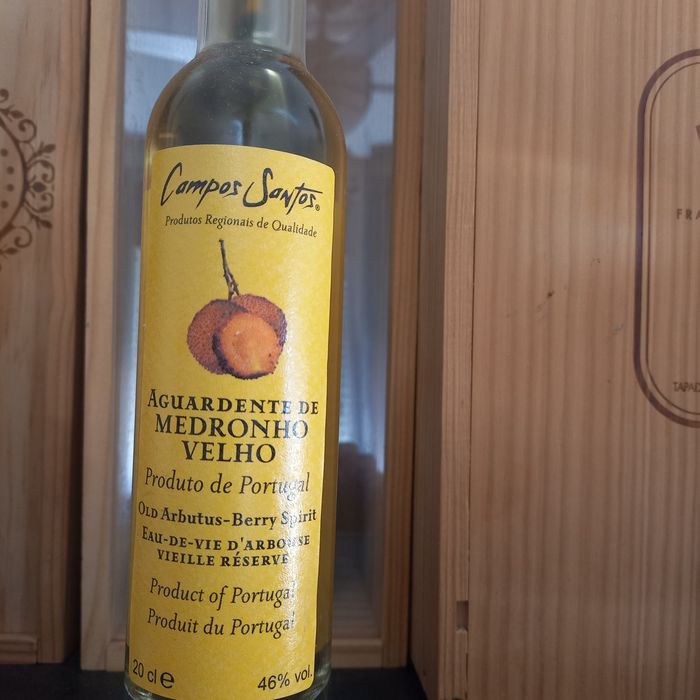 Campos Santos®
Produtos Regionais de Qualidade
AGUARDENTE DE
MEDRONHO
VELHO
Produto de Portugal
OLD ARBUTUS-BERRY SPIRIT
EAU-DE-VIE D'ARBOUSE
VIEILLE RÉSERVE
Product of Portugal
Produit du Portugal
20 cl e
46% vol.